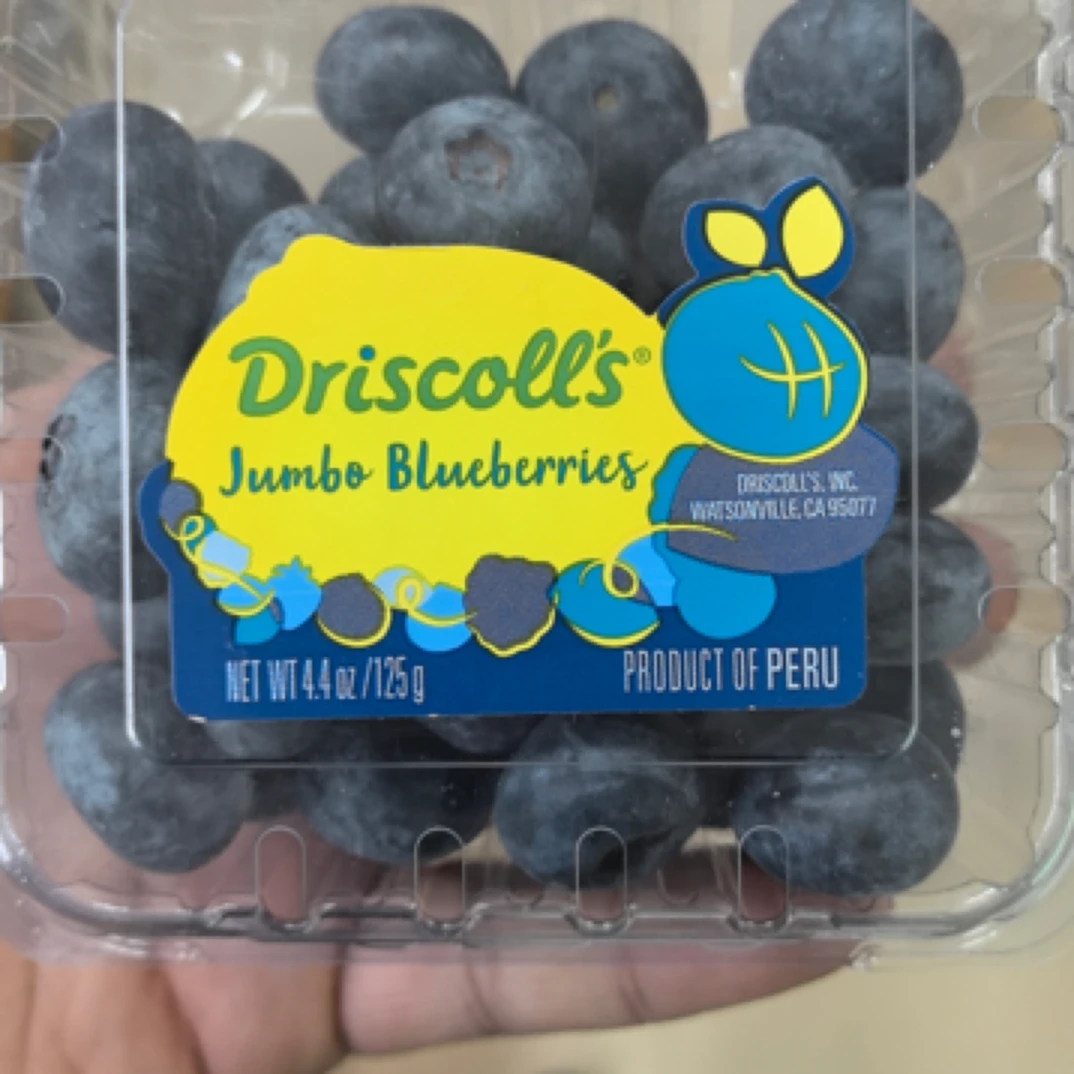 Driscoll's®
Jumbo Blueberries
DRISCOLL'S, INC.
WATSONVILLE, CA 95077
NET WT 4.4 oz / 125 g
PRODUCT OF PERU